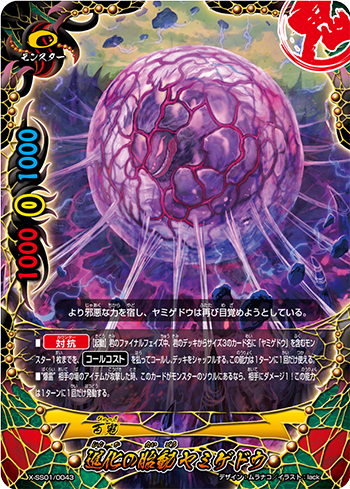 モンスター
1000
0
1000
より邪悪な力を宿し、ヤミゲドウは再び目覚めようとしている。
■対抗【起動】君のファイナルフェイズ中、君のデッキからサイズ3のカード名に「ヤミゲドウ」を含むモン
スター1枚までを、コールコストを払ってコールし、デッキをシャッフルする。この能力は1ターンに1回だけ使える。
■“爆雷” 相手の場のアイテムが攻撃した時、このカードがモンスターのソウルにあるなら、相手にダメージ1！この能力
は1ターンに1回だけ発動する。
百鬼
進化の胎動 ヤミゲドウ
X-SS01/0043
デザイン：ムラナコ／イラスト：lack